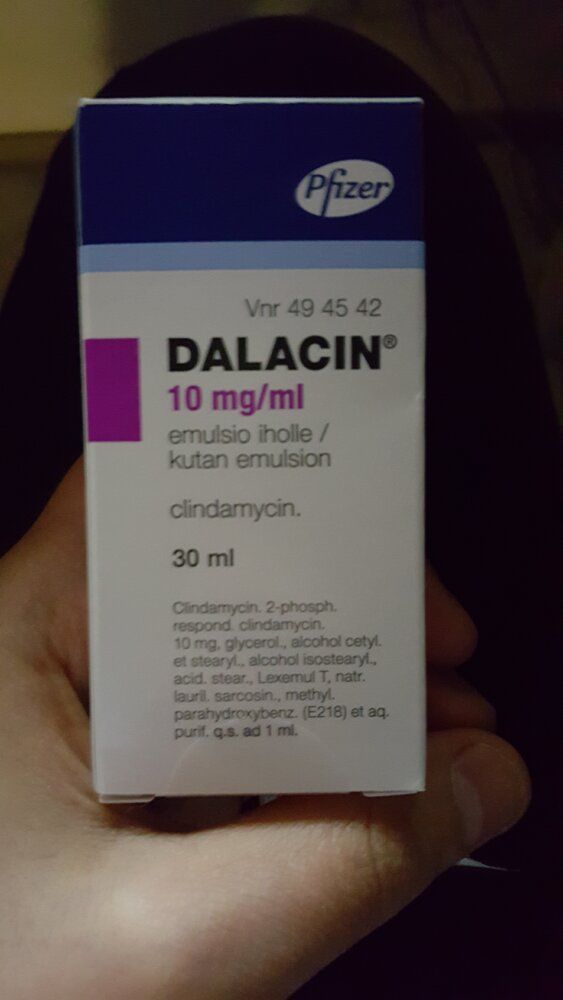 Pfizer
Vnr 49 45 42
DALACIN®
10 mg/ml
emulsio iholle /
kutan emulsion
clindamycin.
30 ml
Clindamycin. 2-phosph.
respond. clindamycin.
10 mg, glycerol., alcohol cetyl.
et stearyl., alcohol isostearyl.,
acid. stear., Lexemul T, natr.
lauril. sarcosin., methyl.
parahydroxybenz. (E218) et aq.
purif. q.s. ad 1 ml.